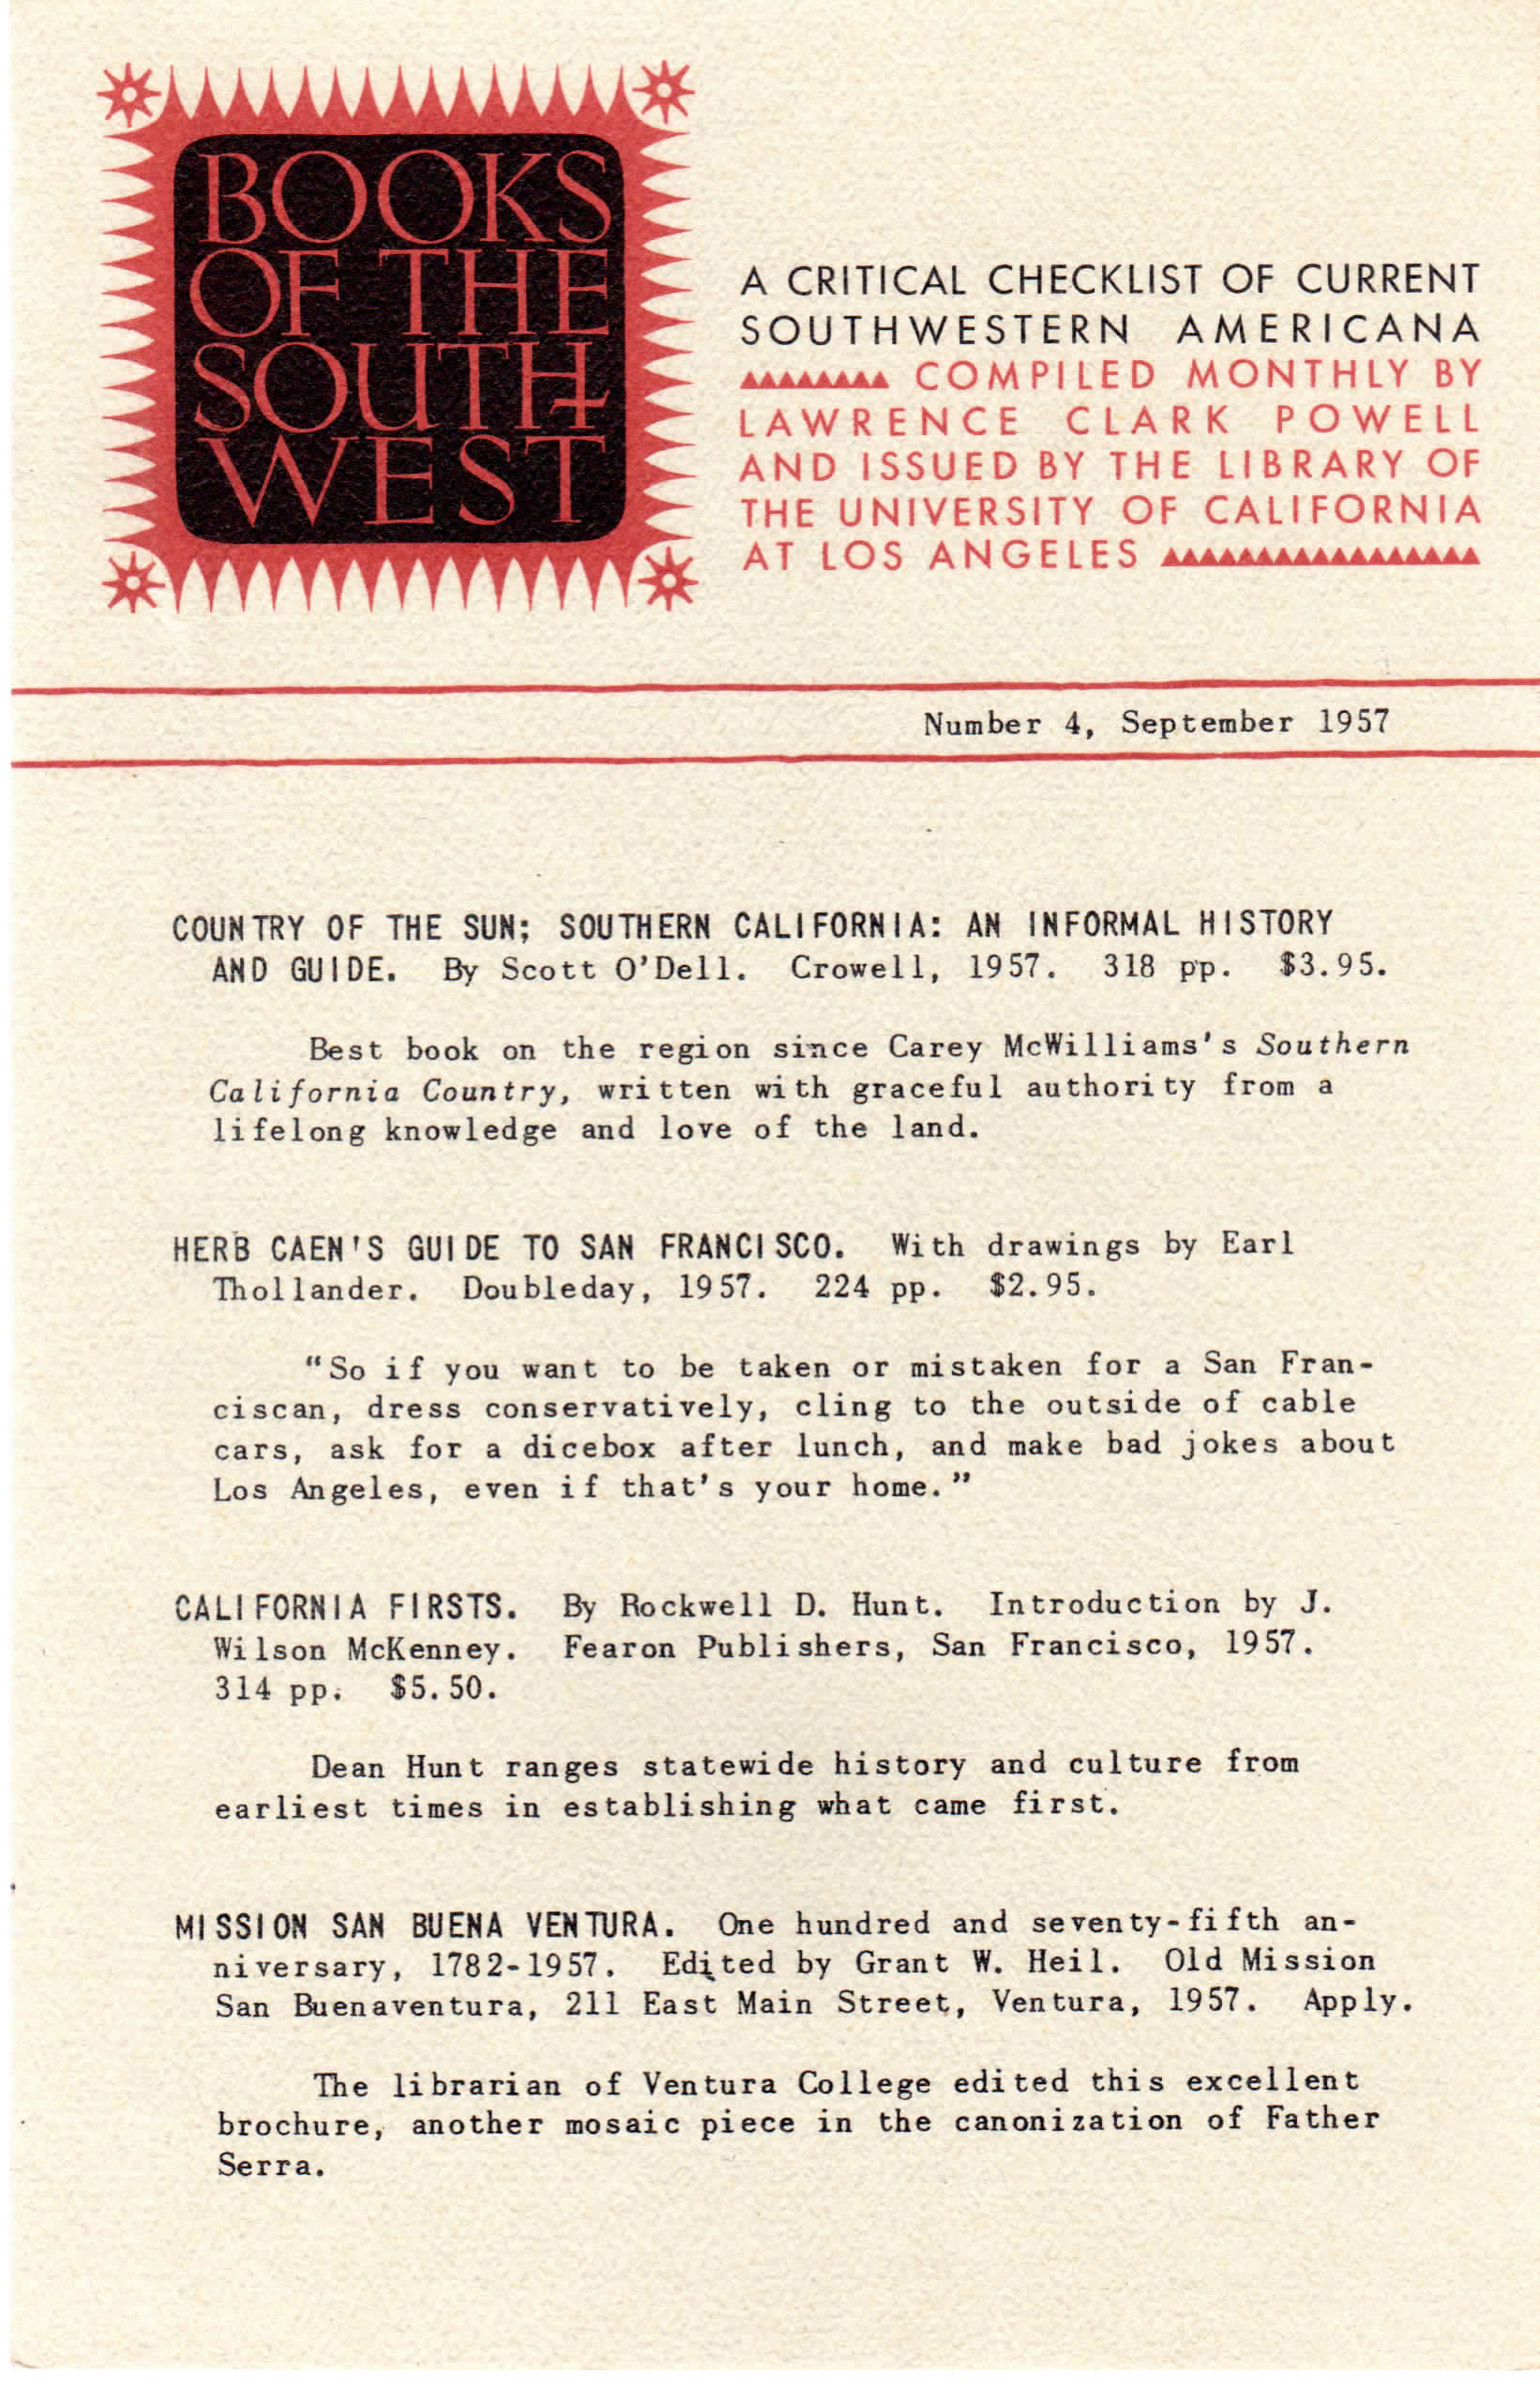 BOOKS
OF THE
SOUTH
WEST
A CRITICAL CHECKLIST OF CURRENT
SOUTHWESTERN AMERICANA
COMPILED MONTHLY BY
LAWRENCE CLARK POWELL
AND ISSUED BY THE LIBRARY OF
THE UNIVERSITY OF CALIFORNIA
AT LOS ANGELES
Number 4, September 1957
COUNTRY OF THE SUN; SOUTHERN CALIFORNIA: AN INFORMAL HISTORY
AND GUIDE. By Scott O'Dell. Crowell, 1957. 318 pp. $3.95.
Best book on the region since Carey McWilliams's Southern
California Country, written with graceful authority from a
lifelong knowledge and love of the land.
HERB CAEN'S GUIDE TO SAN FRANCISCO. With drawings by Earl
Thollander. Doubleday, 1957. 224 pp. $2.95.
"So if you want to be taken or mistaken for a San Fran-
ciscan, dress conservatively, cling to the outside of cable
cars, ask for a dicebox after lunch, and make bad jokes about
Los Angeles, even if that's your home."
CALIFORNIA FIRSTS. By Rockwell D. Hunt. Introduction by J.
Wilson McKenney. Fearon Publishers, San Francisco, 1957.
314 pp. $5.50.
Dean Hunt ranges statewide history and culture from
earliest times in establishing what came first.
MISSION SAN BUENA VENTURA. One hundred and seventy-fifth an-
niversary, 1782-1957. Edited by Grant W. Heil. Old Mission
San Buenaventura, 211 East Main Street, Ventura, 1957. Apply.
The librarian of Ventura College edited this excellent
brochure, another mosaic piece in the canonization of Father
Serra.